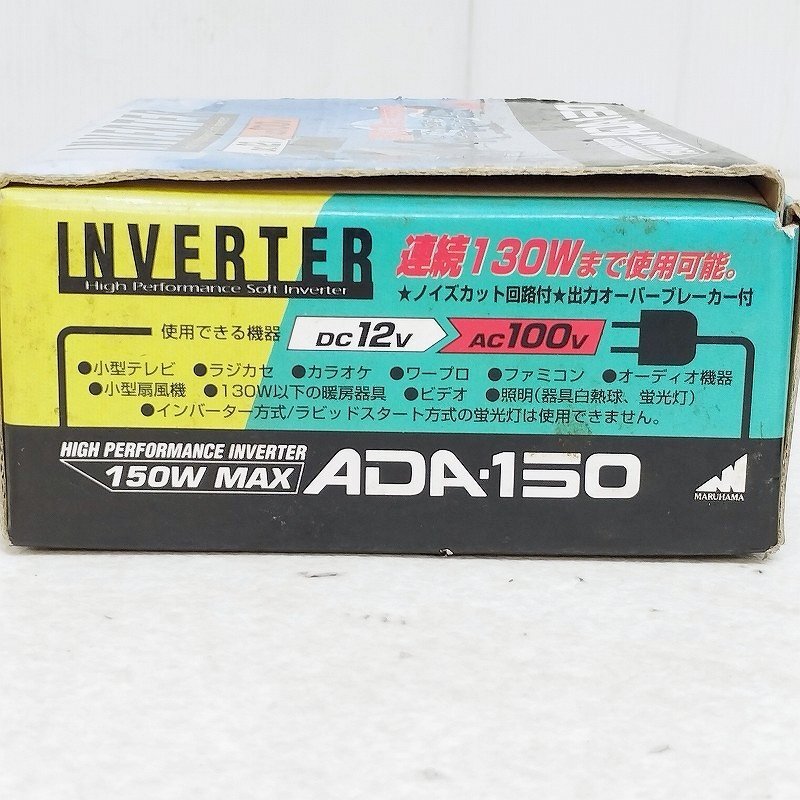 INVERTER
High Performance Soft Inverter
連続130Wまで使用可能。
★ノイズカット回路付★出力オーバーブレーカー付
使用できる機器 DC12V AC100V
●小型テレビ ●ラジカセ ●カラオケ ●ワープロ ●ファミコン ●オーディオ機器
●小型扇風機 ●130W以下の暖房器具 ●ビデオ ●照明(器具白熱球、蛍光灯)
●インバーター方式/ラビッドスタート方式の蛍光灯は使用できません。
HIGH PERFORMANCE INVERTER
150W MAX ADA・150
MARUHAMA